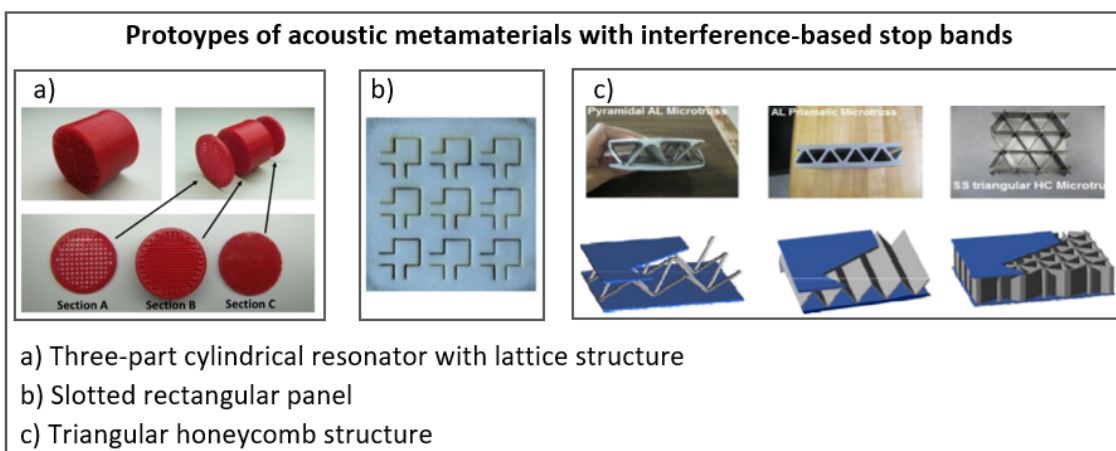 Protoypes of acoustic metamaterials with interference-based stop bands
a)
Section A
Section B
Section C
b)
c)
Pyramidal AL Microtruss
AL Prismatic Microtruss
SS triangular HC Microtru
a) Three-part cylindrical resonator with lattice structure
b) Slotted rectangular panel
c) Triangular honeycomb structure